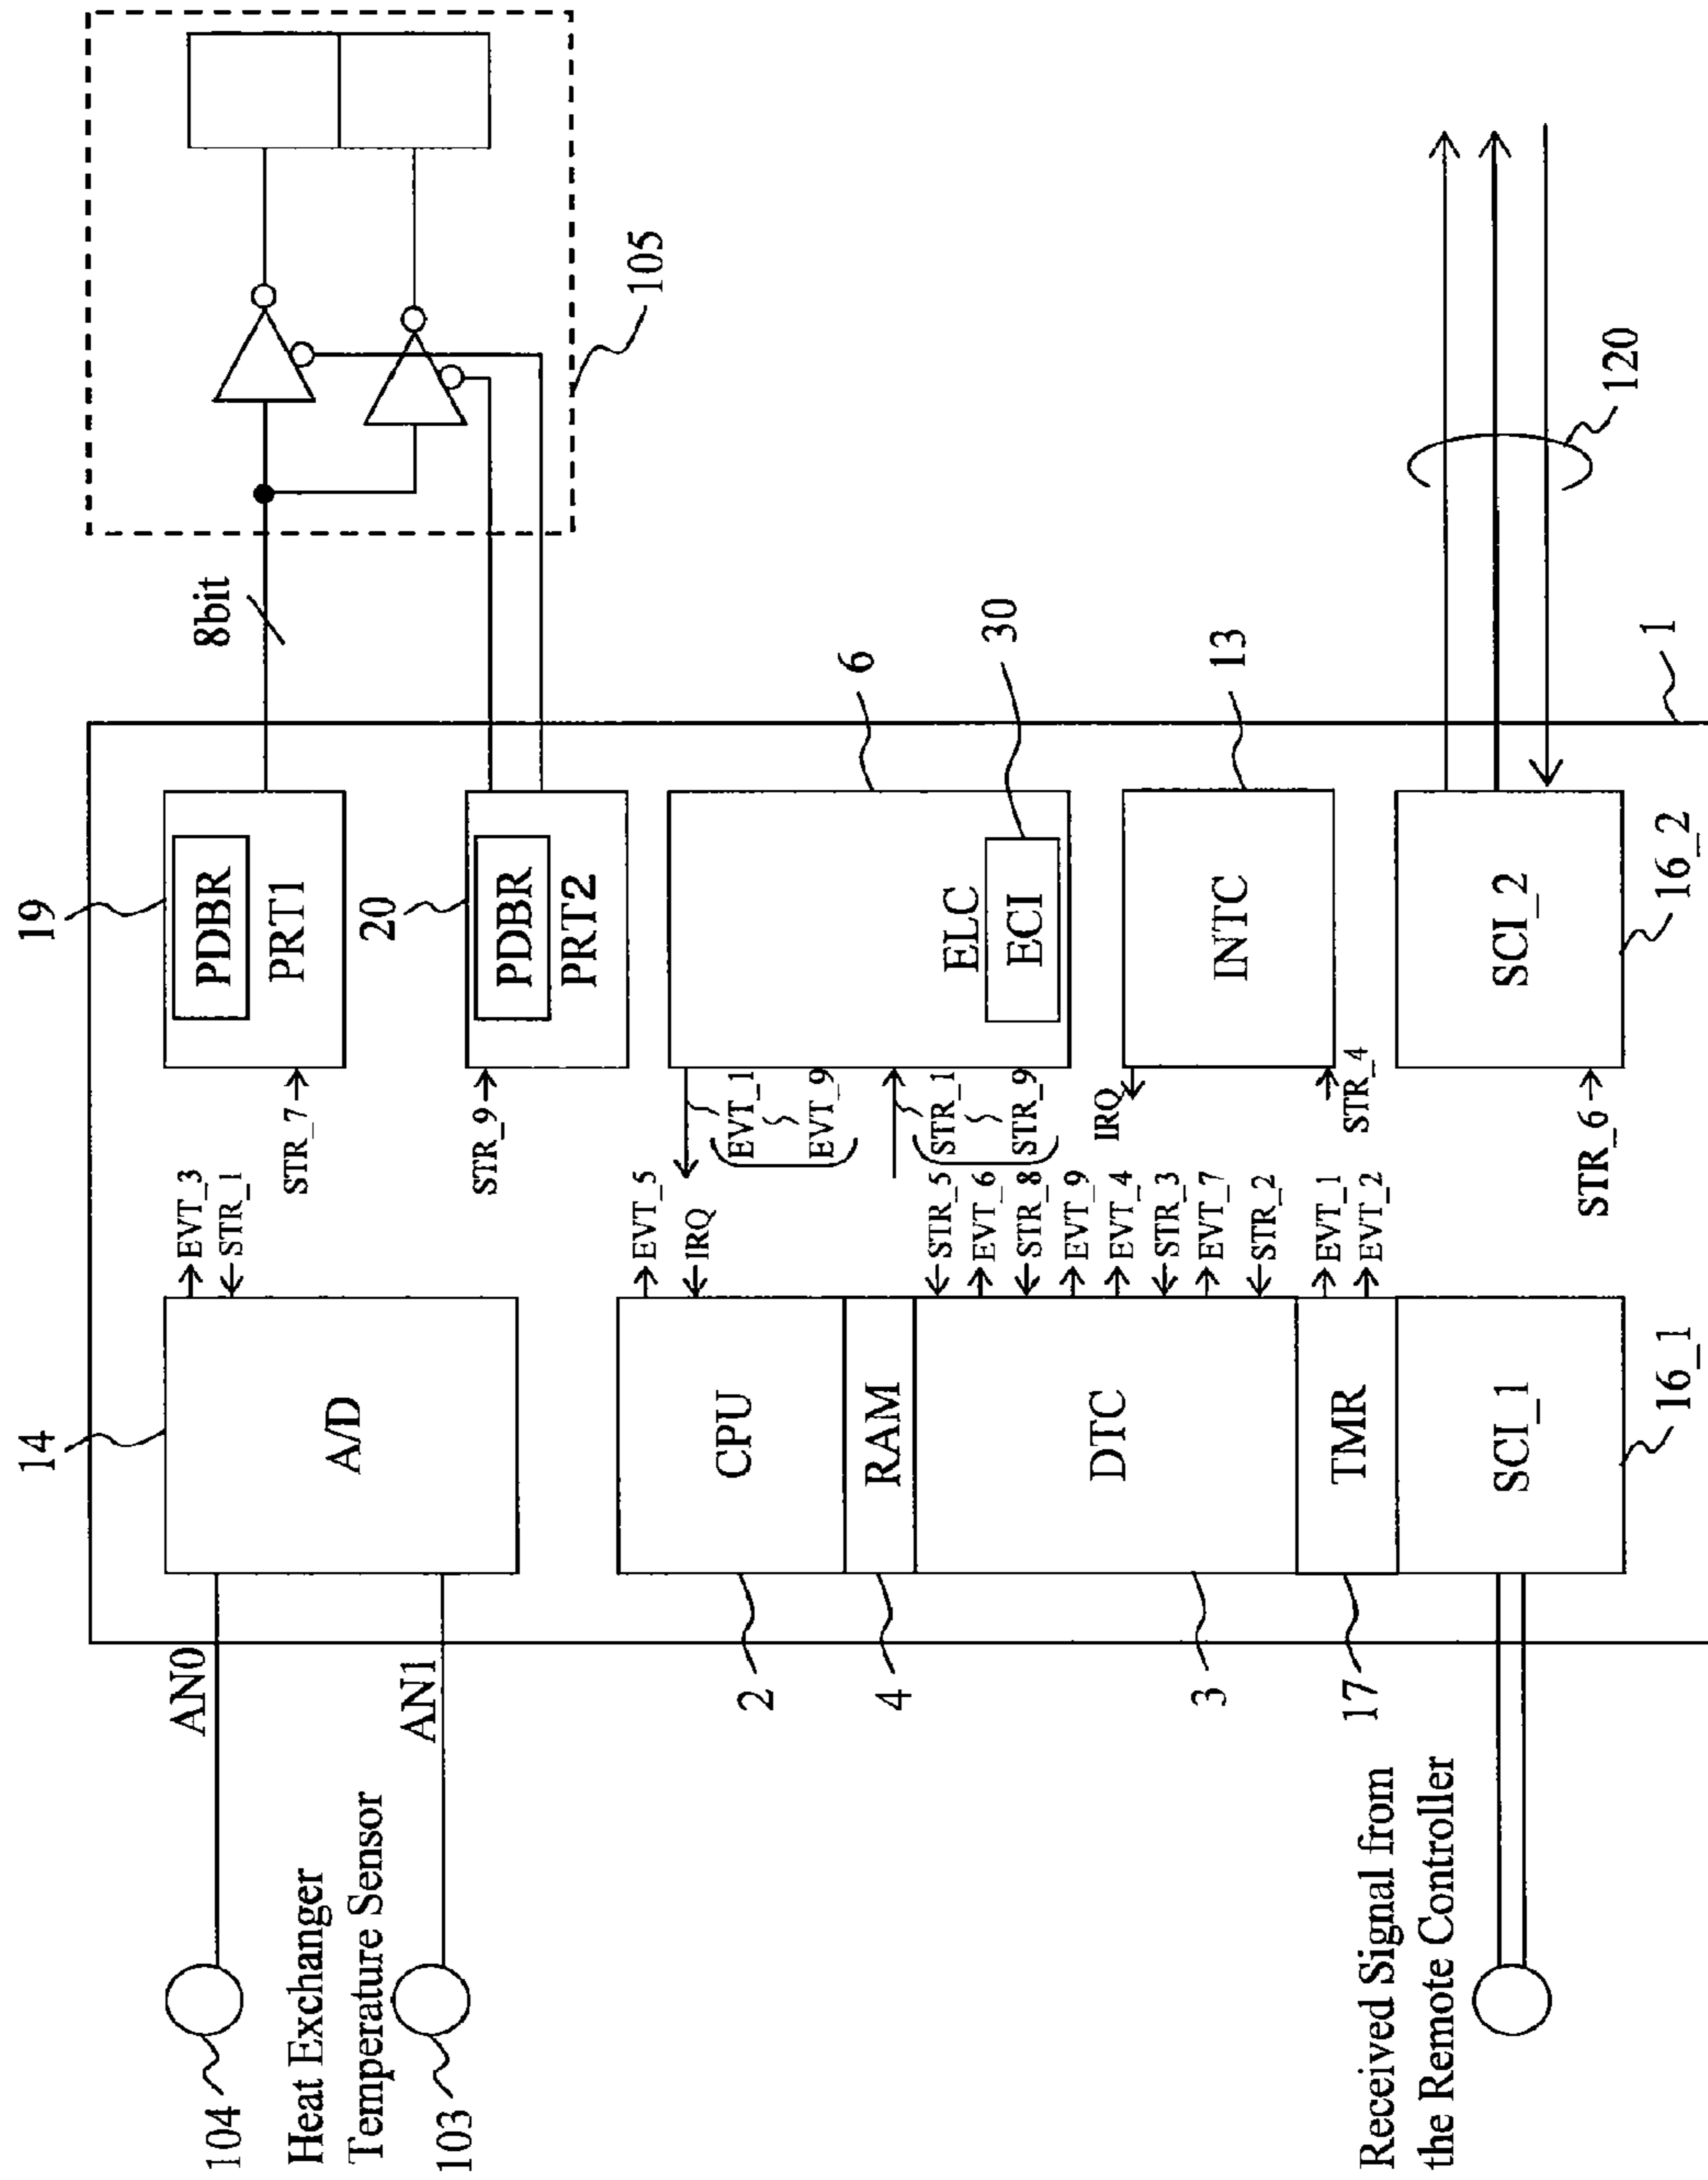 104
Heat Exchanger
Temperature Sensor
103
AN0
AN1
Received Signal from
the Remote Controller
14
A/D
EVT_3
STR_1
2
CPU
EVT_5
IRQ
4
RAM
3
DTC
STR_5
EVT_6
STR_8
EVT_9
EVT_4
STR_3
EVT_7
STR_2
17
TMR
EVT_1
EVT_2
SCI_1
16_1
19
PDBR
PRT1
STR_7
20
PDBR
PRT2
STR_9
6
ELC
ECI
30
EVT_1
EVT_9
STR_1
STR_9
13
INTC
IRQ
STR_4
SCI_2
STR_6
16_2
1
8bit
105
120